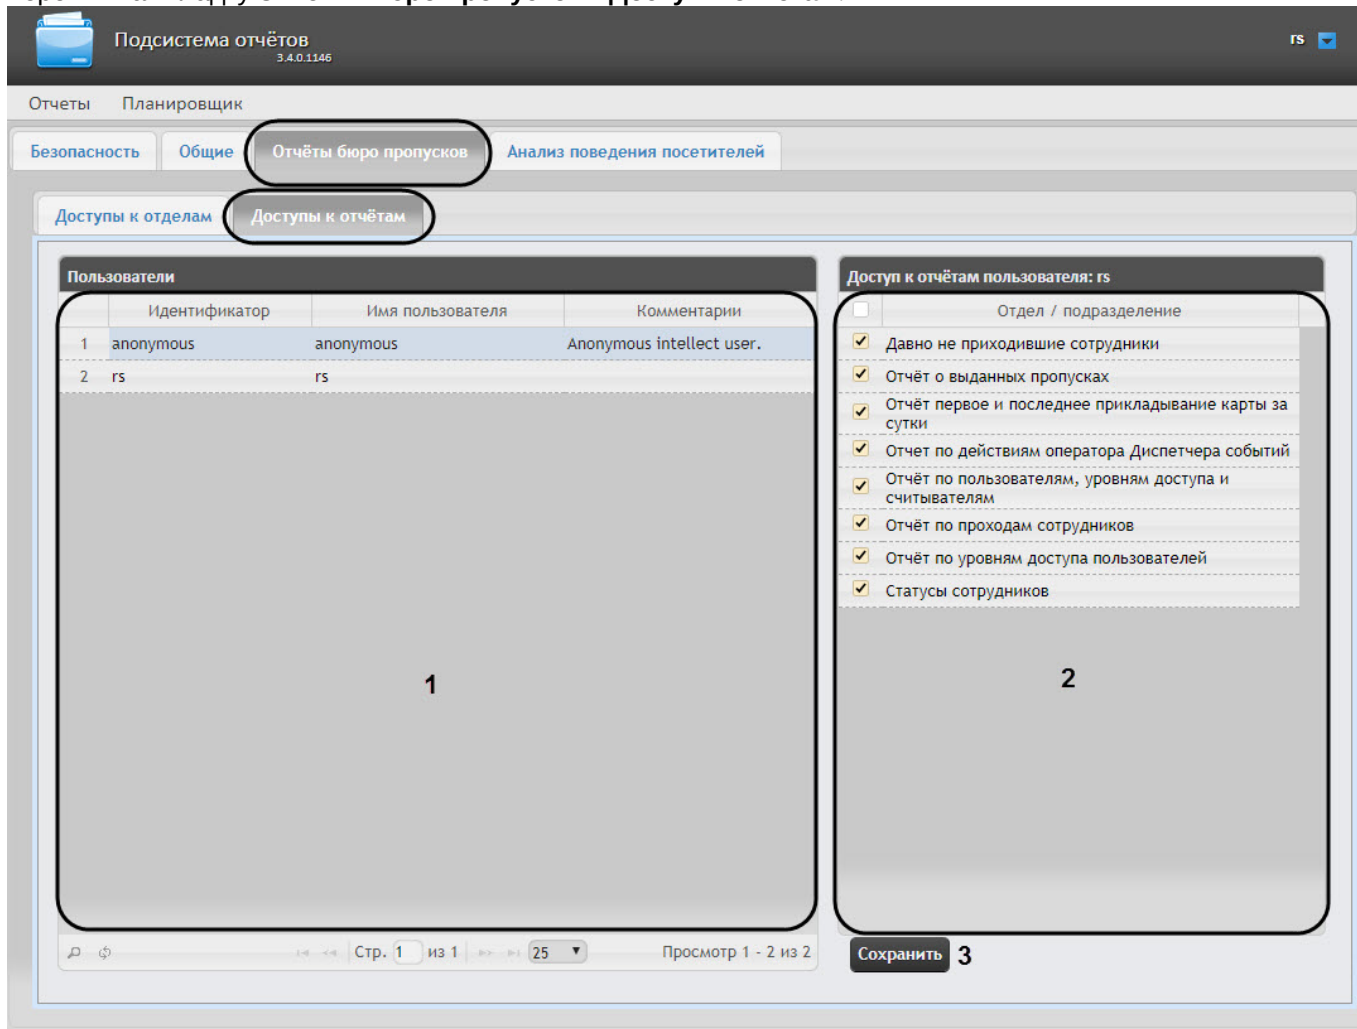 Подсистема отчётов
3.4.0.1146
rs
Отчеты Планировщик
Безопасность Общие Отчёты бюро пропусков Анализ поведения посетителей
Доступы к отделам Доступы к отчётам
Пользователи
Идентификатор Имя пользователя Комментарии
1 anonymous anonymous Anonymous intellect user.
2 rs rs
1
Стр. 1 из 1 25 Просмотр 1 - 2 из 2
Доступ к отчётам пользователя: rs
Отдел / подразделение
Давно не приходившие сотрудники
Отчёт о выданных пропусках
Отчёт первое и последнее прикладывание карты за
сутки
Отчет по действиям оператора Диспетчера событий
Отчёт по пользователям, уровням доступа и
считывателям
Отчёт по проходам сотрудников
Отчёт по уровням доступа пользователей
Статусы сотрудников
2
Сохранить 3